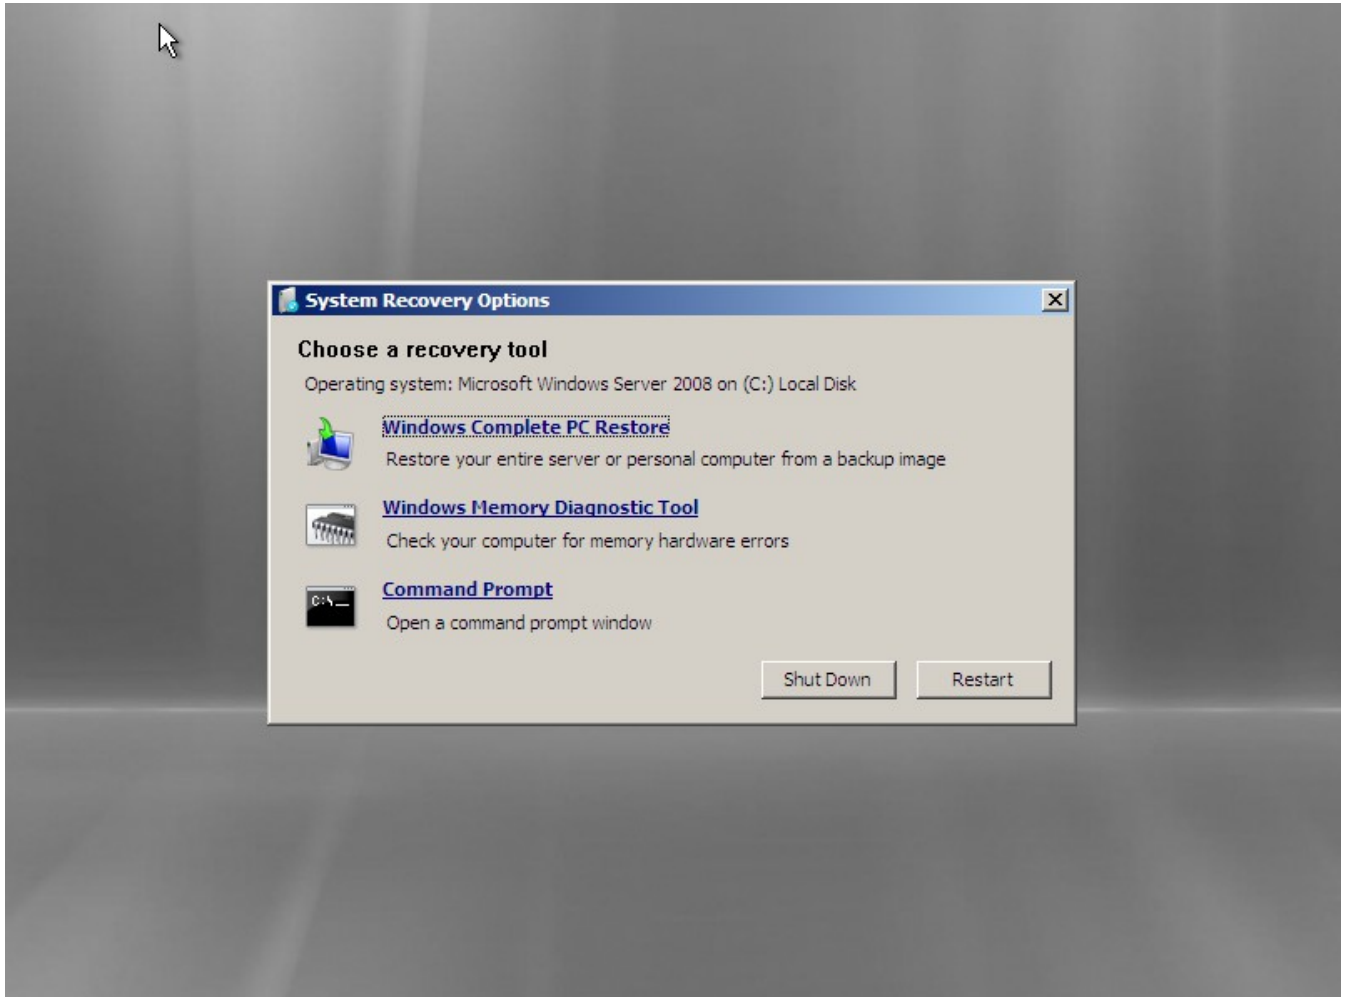 System Recovery Options
Choose a recovery tool
Operating system: Microsoft Windows Server 2008 on (C:) Local Disk
Windows Complete PC Restore
Restore your entire server or personal computer from a backup image
Windows Memory Diagnostic Tool
Check your computer for memory hardware errors
C:\_
Command Prompt
Open a command prompt window
Shut Down
Restart